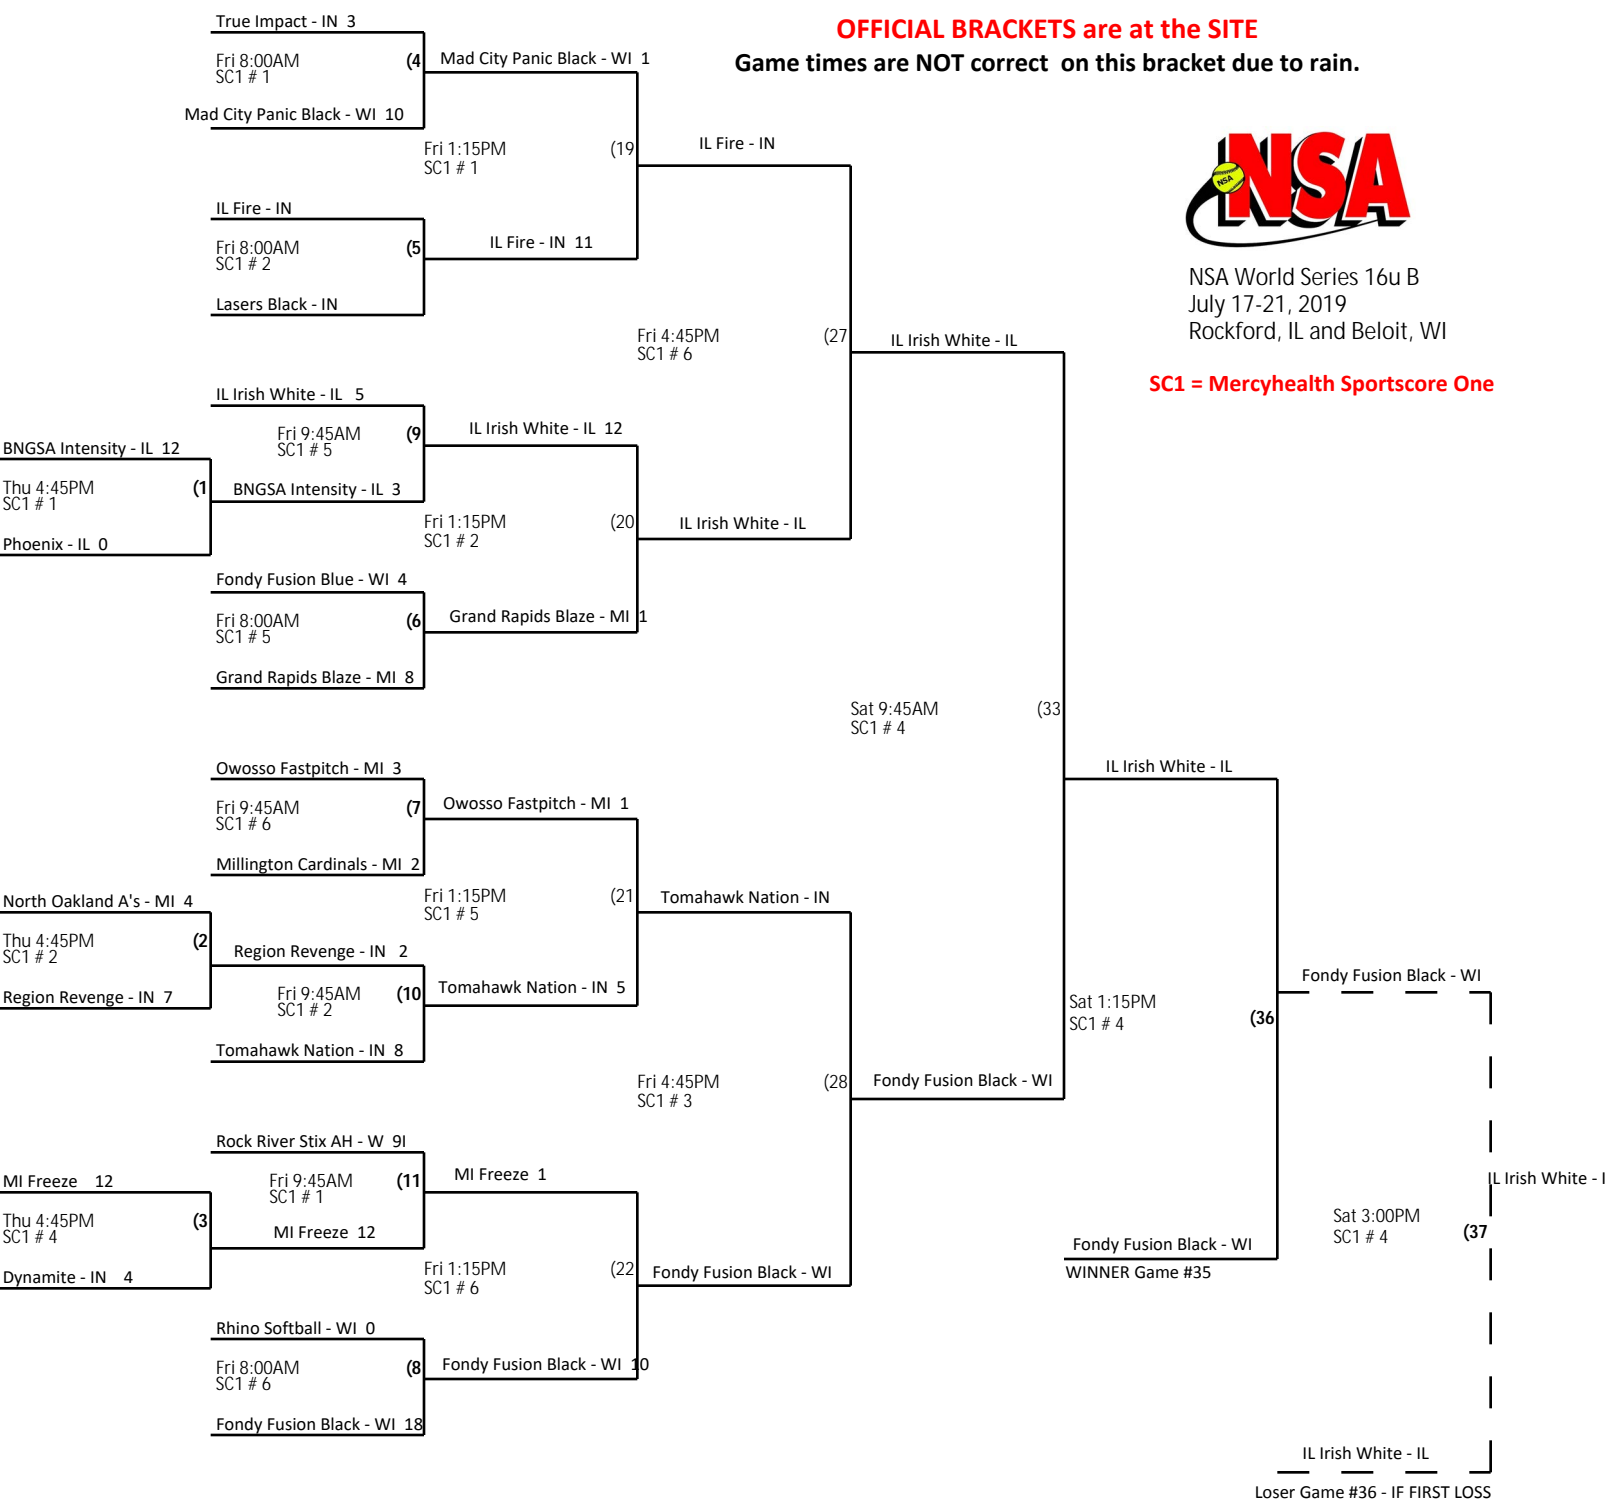 True Impact - IN  3
OFFICIAL BRACKETS are at the SITE
Game times are NOT correct  on this bracket due to rain.
Fri 8:00AM
(4
SC1 # 1
Mad City Panic Black - WI  1
Mad City Panic Black - WI  10
Fri 1:15PM
(19
SC1 # 1
IL Fire - IN
NSA
NSA
IL Fire - IN
Fri 8:00AM
(5
SC1 # 2
IL Fire - IN  11
Lasers Black - IN
NSA World Series 16u B
July 17-21, 2019
Rockford, IL and Beloit, WI
Fri 4:45PM
(27
SC1 # 6
IL Irish White - IL
SC1 = Mercyhealth Sportscore One
IL Irish White - IL   5
Fri 9:45AM
(9
SC1 # 5
IL Irish White - IL  12
BNGSA Intensity - IL  12
Thu 4:45PM
(1
SC1 # 1
BNGSA Intensity - IL  3
Phoenix - IL  0
Fri 1:15PM
(20
SC1 # 2
IL Irish White - IL
Fondy Fusion Blue - WI  4
Fri 8:00AM
(6
SC1 # 5
Grand Rapids Blaze - MI  1
Grand Rapids Blaze - MI  8
Sat 9:45AM
(33
SC1 # 4
Owosso Fastpitch - MI  3
IL Irish White - IL
Fri 9:45AM
(7
SC1 # 6
Owosso Fastpitch - MI  1
Millington Cardinals - MI  2
Fri 1:15PM
(21
SC1 # 5
Tomahawk Nation - IN
North Oakland A's - MI  4
Thu 4:45PM
(2
SC1 # 2
Region Revenge - IN   2
Region Revenge - IN  7
Fri 9:45AM
(10
SC1 # 2
Tomahawk Nation - IN  5
Fondy Fusion Black - WI
Sat 1:15PM
(36
SC1 # 4
Tomahawk Nation - IN  8
Fri 4:45PM
(28
SC1 # 3
Fondy Fusion Black - WI
Rock River Stix AH - W  9I
Fri 9:45AM
(11
SC1 # 1
MI Freeze  1
MI Freeze    12
IL Irish White - I
Thu 4:45PM
(3
SC1 # 4
MI Freeze  12
Dynamite - IN    4
Sat 3:00PM
(37
SC1 # 4
Fondy Fusion Black - WI
WINNER Game #35
Fri 1:15PM
(22
SC1 # 6
Fondy Fusion Black - WI
Rhino Softball - WI  0
Fri 8:00AM
(8
SC1 # 6
Fondy Fusion Black - WI  10
Fondy Fusion Black - WI  18
IL Irish White - IL
Loser Game #36 - IF FIRST LOSS